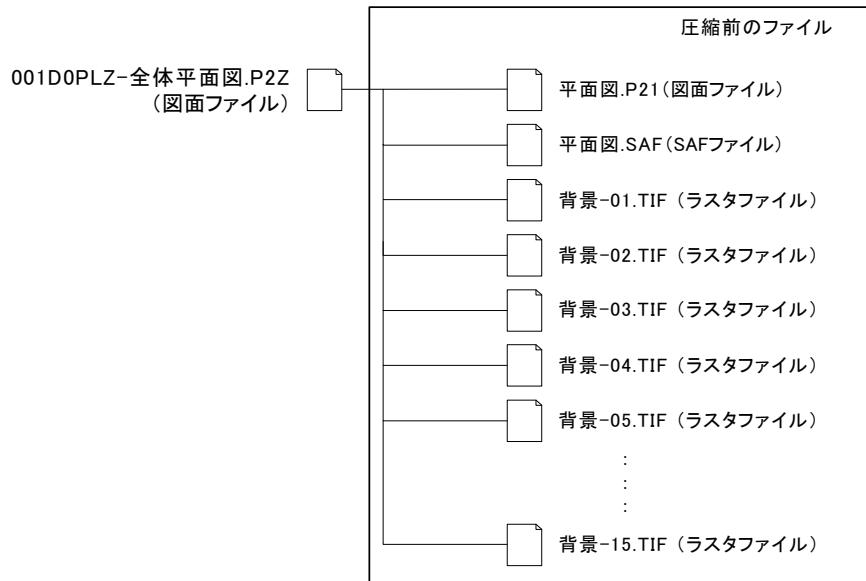 圧縮前のファイル
001D0PLZ-全体平面図.P2Z
（図面ファイル）
平面図.P21（図面ファイル）
平面図.SAF（SAFファイル）
背景-01.TIF （ラスタファイル）
背景-02.TIF （ラスタファイル）
背景-03.TIF （ラスタファイル）
背景-04.TIF （ラスタファイル）
背景-05.TIF （ラスタファイル）
：
：
：
背景-15.TIF （ラスタファイル）